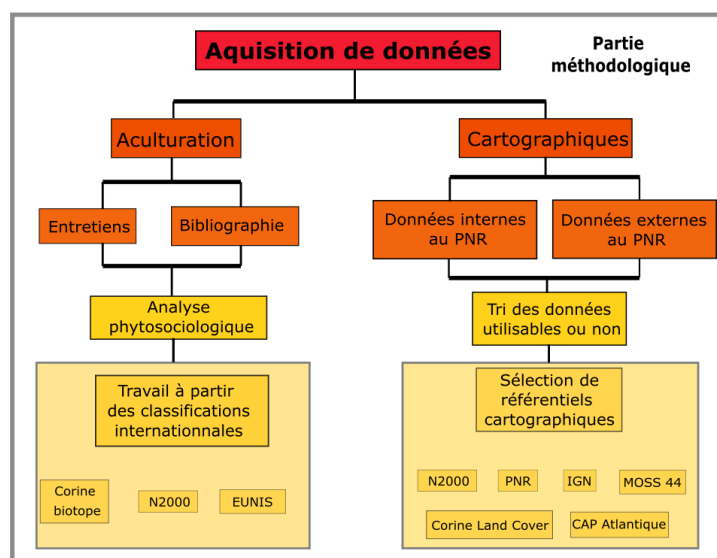 Aquisition de données
Partie
méthodologique
Aculturation
Cartographiques
Entretiens
Bibliographie
Données internes
au PNR
Données externes
au PNR
Analyse
phytosociologique
Tri des données
utilisables ou non
Travail à partir
des classifications
internationnales
Sélection de
référentiels
cartographiques
Corine
biotope
N2000
EUNIS
N2000
PNR
IGN
MOSS 44
Corine Land Cover
CAP Atlantique